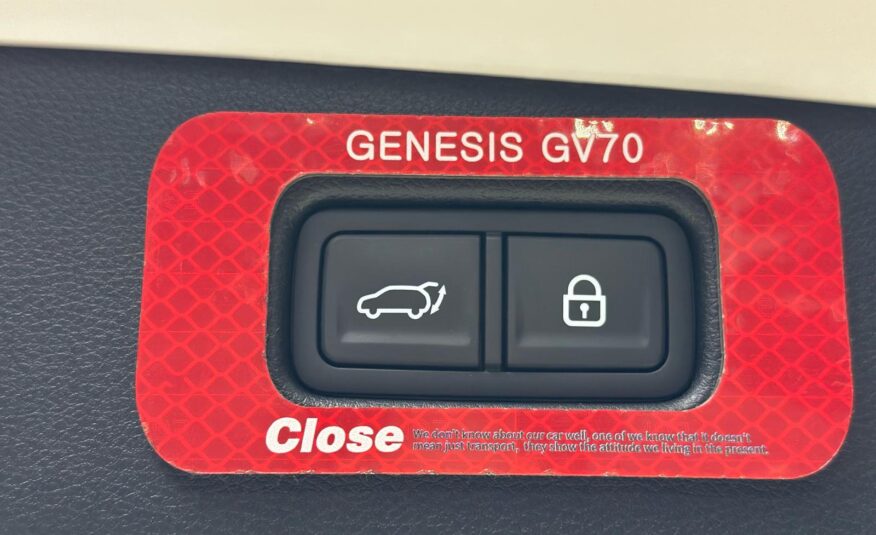 GENESIS GV70
Close
We don't know about our car well, one of we know that it doesn't
mean just transport, they show the attitude we living in the present.